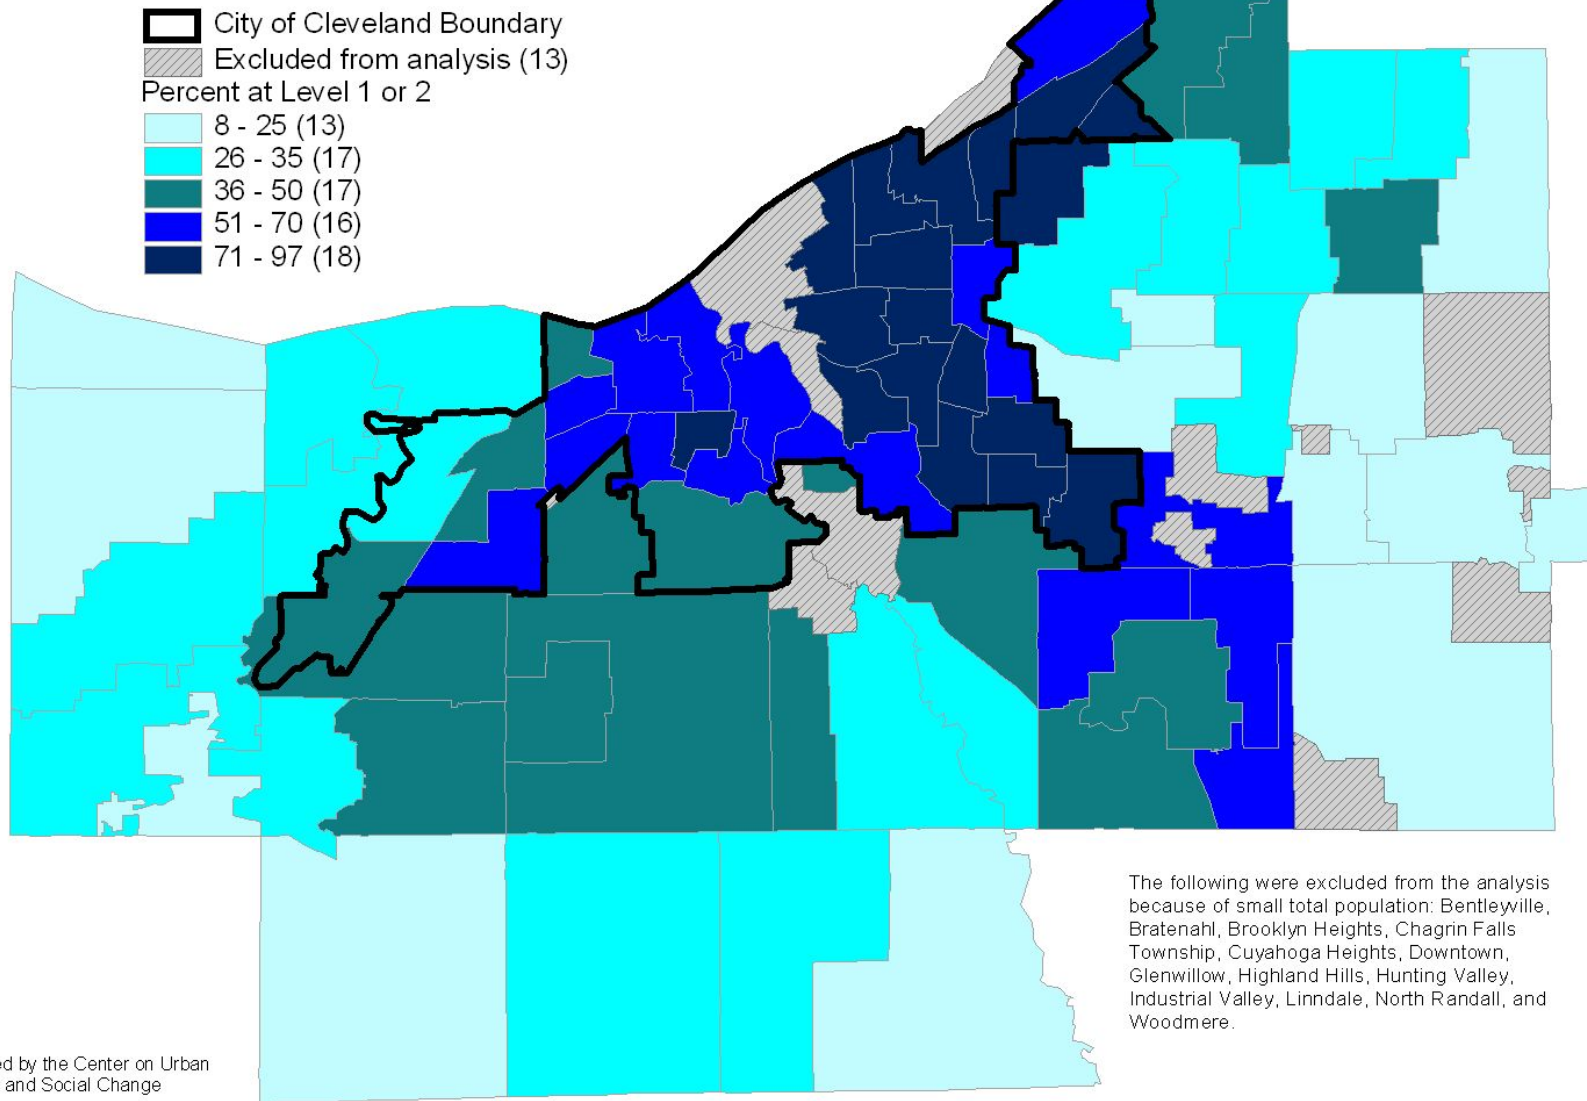 City of Cleveland Boundary
Excluded from analysis (13)
Percent at Level 1 or 2
8 - 25 (13)
26 - 35 (17)
36 - 50 (17)
51 - 70 (16)
71 - 97 (18)
The following were excluded from the analysis
because of small total population: Bentleyville,
Bratenahl, Brooklyn Heights, Chagrin Falls
Township, Cuyahoga Heights, Downtown,
Glenwillow, Highland Hills, Hunting Valley,
Industrial Valley, Linndale, North Randall, and
Woodmere.
by the Center on Urban
and Social Change